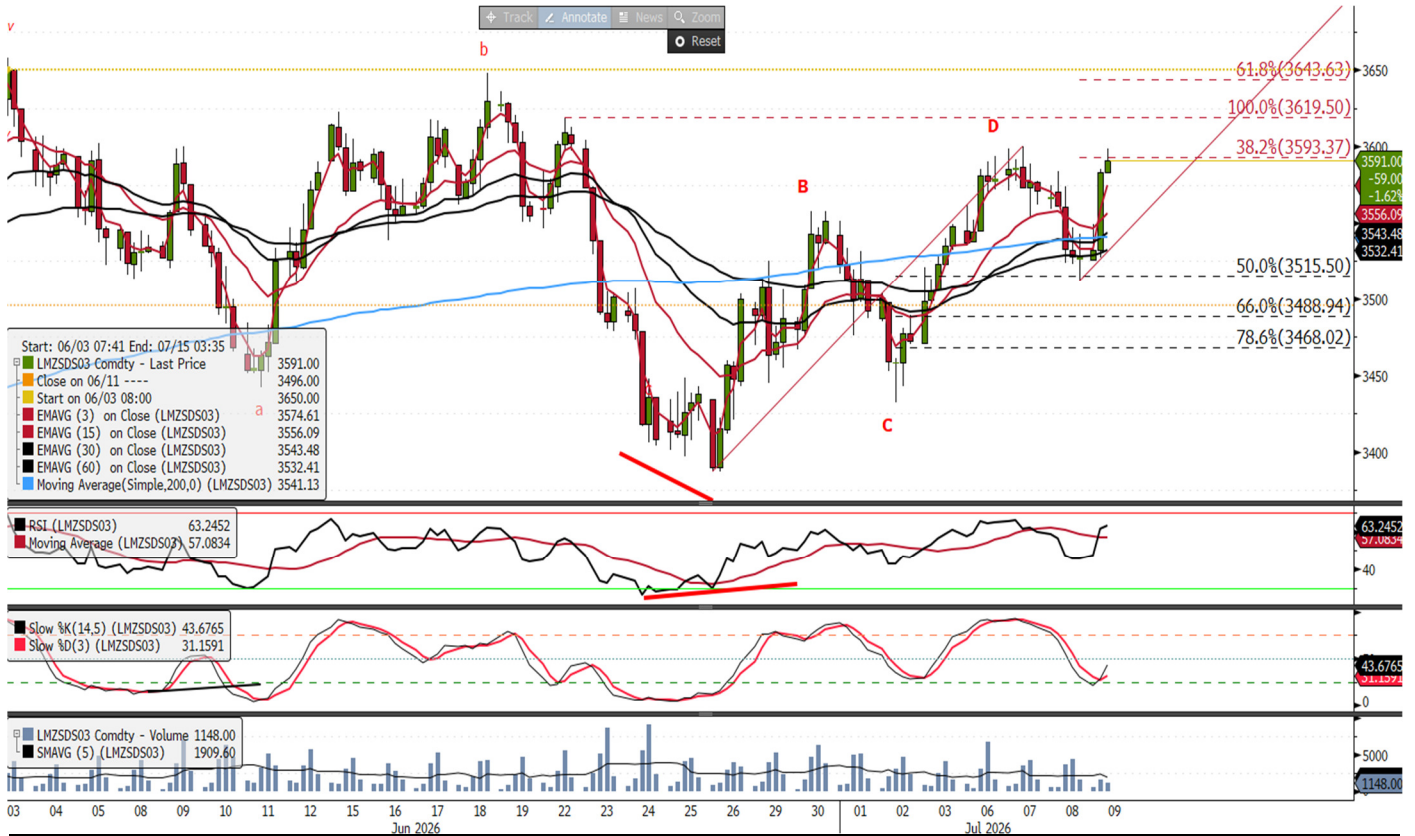 v
Track Annotate News Zoom
Reset
b
B
D
C
a
61.8%(3643.63)
100.0%(3619.50)
38.2%(3593.37)
50.0%(3515.50)
66.0%(3488.94)
78.6%(3468.02)
3650
3600
3591.00
-59.00
-1.62%
3556.09
3543.48
3532.41
3500
3450
3400
Start: 06/03 07:41 End: 07/15 03:35
LMZSDS03 Comdty - Last Price 3591.00
Close on 06/11 ---- 3496.00
Start on 06/03 08:00 3650.00
EMAVG (3) on Close (LMZSDS03) 3574.61
EMAVG (15) on Close (LMZSDS03) 3556.09
EMAVG (30) on Close (LMZSDS03) 3543.48
EMAVG (60) on Close (LMZSDS03) 3532.41
Moving Average(Simple,200,0) (LMZSDS03) 3541.13
RSI (LMZSDS03) 63.2452
Moving Average (LMZSDS03) 57.0834
63.2452
57.0834
40
Slow %K(14,5) (LMZSDS03) 43.6765
Slow %D(3) (LMZSDS03) 31.1591
43.6765
31.1591
0
LMZSDS03 Comdty - Volume 1148.00
SMAVG (5) (LMZSDS03) 1909.60
5000
1148.00
03 04 05 08 09 10 11 12 15 16 17 18 19 22 23 24 25 26 29 30 01 02 03 06 07 08 09
Jun 2026 Jul 2026